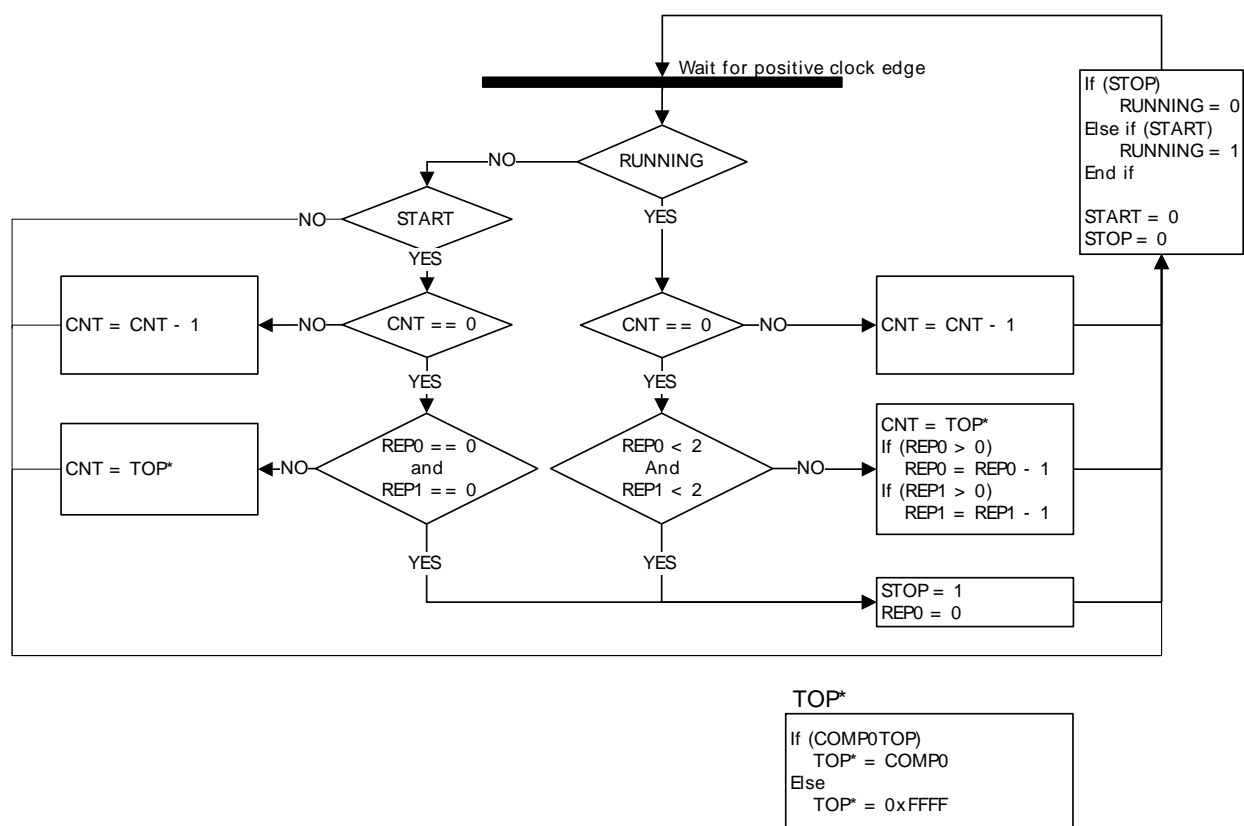 Wait for positive clock edge
If (STOP)
RUNNING = 0
Else if (START)
RUNNING = 1
End if
START = 0
STOP = 0
RUNNING
NO
YES
START
NO
YES
CNT == 0
NO
CNT = CNT - 1
YES
CNT == 0
NO
CNT = CNT - 1
YES
REP0 == 0
and
REP1 == 0
NO
CNT = TOP*
YES
REP0 < 2
And
REP1 < 2
NO
CNT = TOP*
If (REP0 > 0)
REP0 = REP0 - 1
If (REP1 > 0)
REP1 = REP1 - 1
YES
STOP = 1
REP0 = 0
TOP*
If (COMP0TOP)
TOP* = COMP0
Else
TOP* = 0xFFFF